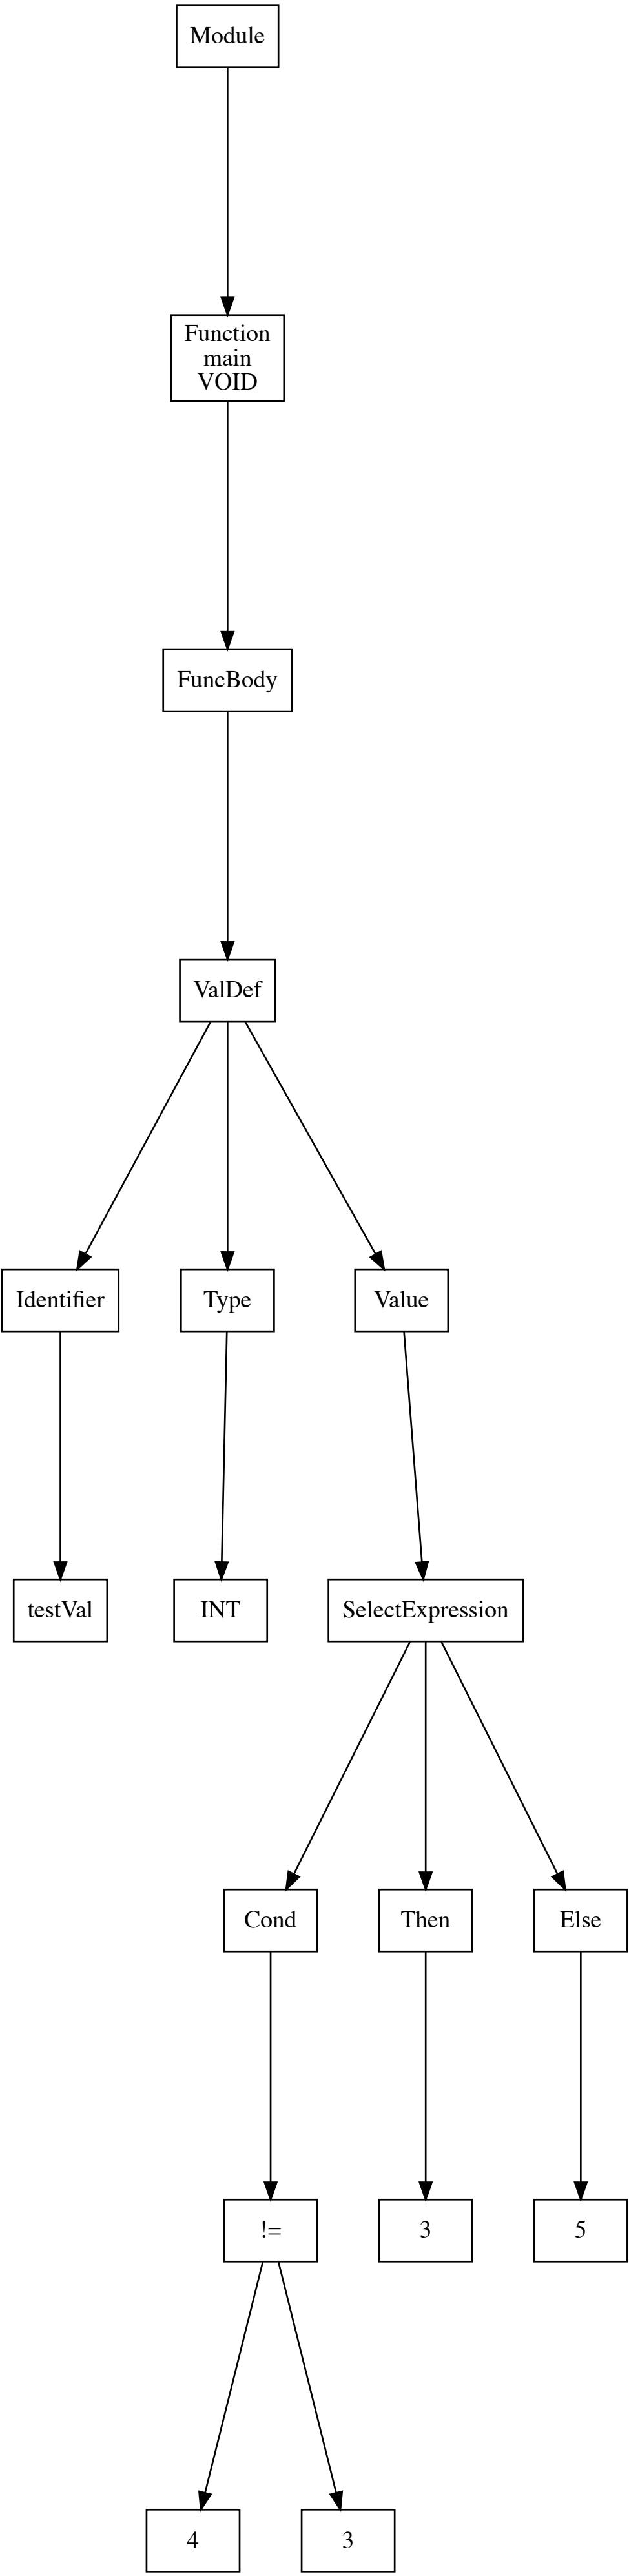 Module
Function
main
VOID
FuncBody
ValDef
Identifier
Type
Value
testVal
INT
SelectExpression
Cond
Then
Else
!=
3
5
4
3